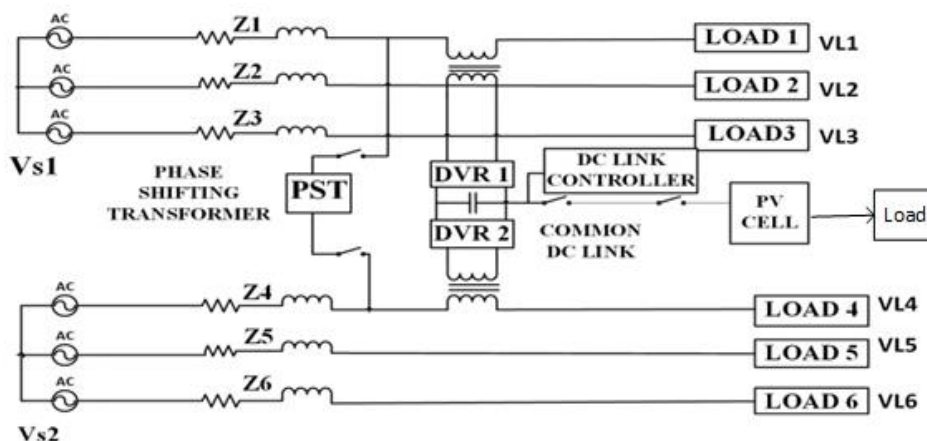 AC
Z1
LOAD 1
VL1
AC
Z2
LOAD 2
VL2
AC
Z3
LOAD3
VL3
Vs1
PHASE
SHIFTING
TRANSFORMER
PST
DVR 1
DC LINK
CONTROLLER
DVR 2
COMMON
DC LINK
PV
CELL
Load
AC
Z4
LOAD 4
VL4
AC
Z5
LOAD 5
VL5
AC
Z6
LOAD 6
VL6
Vs2